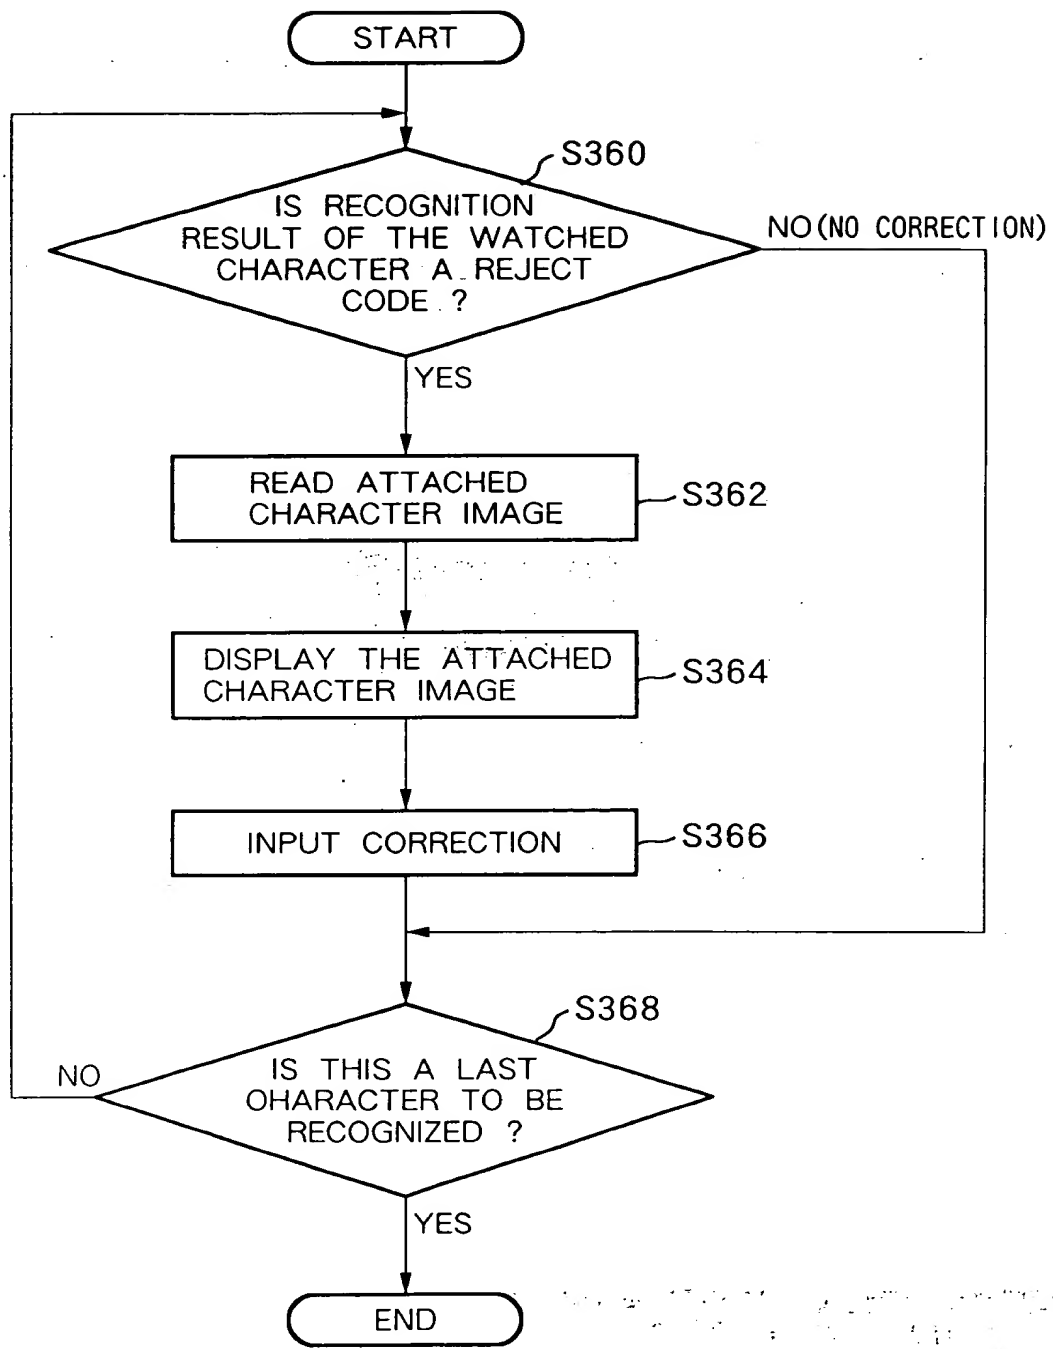 START
S360
IS RECOGNITION
RESULT OF THE WATCHED
CHARACTER A REJECT
CODE ?
NO(NO CORRECTION)
YES
READ ATTACHED
CHARACTER IMAGE
S362
DISPLAY THE ATTACHED
CHARACTER IMAGE
S364
INPUT CORRECTION
S366
S368
IS THIS A LAST
OHARACTER TO BE
RECOGNIZED ?
NO
YES
END